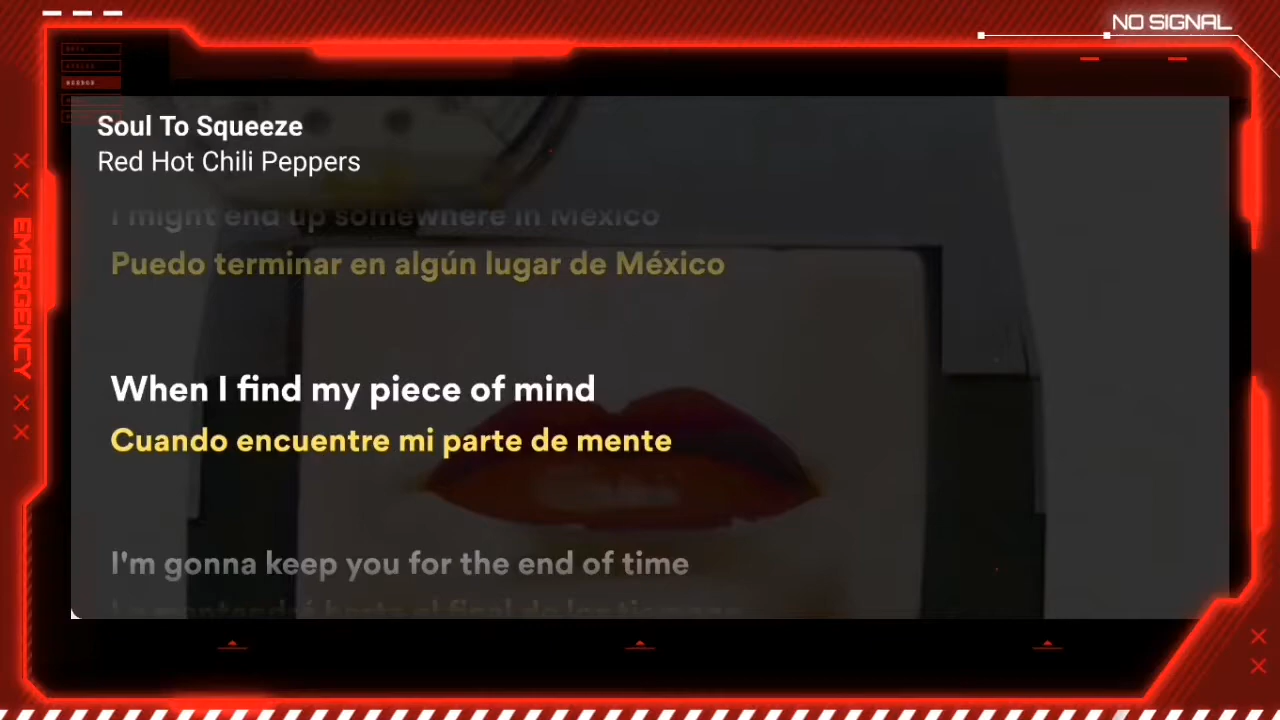 NO SIGNAL
Soul To Squeeze
Red Hot Chili Peppers
I might end up somewhere in Mexico
Puedo terminar en algún lugar de México
When I find my piece of mind
Cuando encuentre mi parte de mente
EMERGENCY
I'm gonna keep you for the end of time